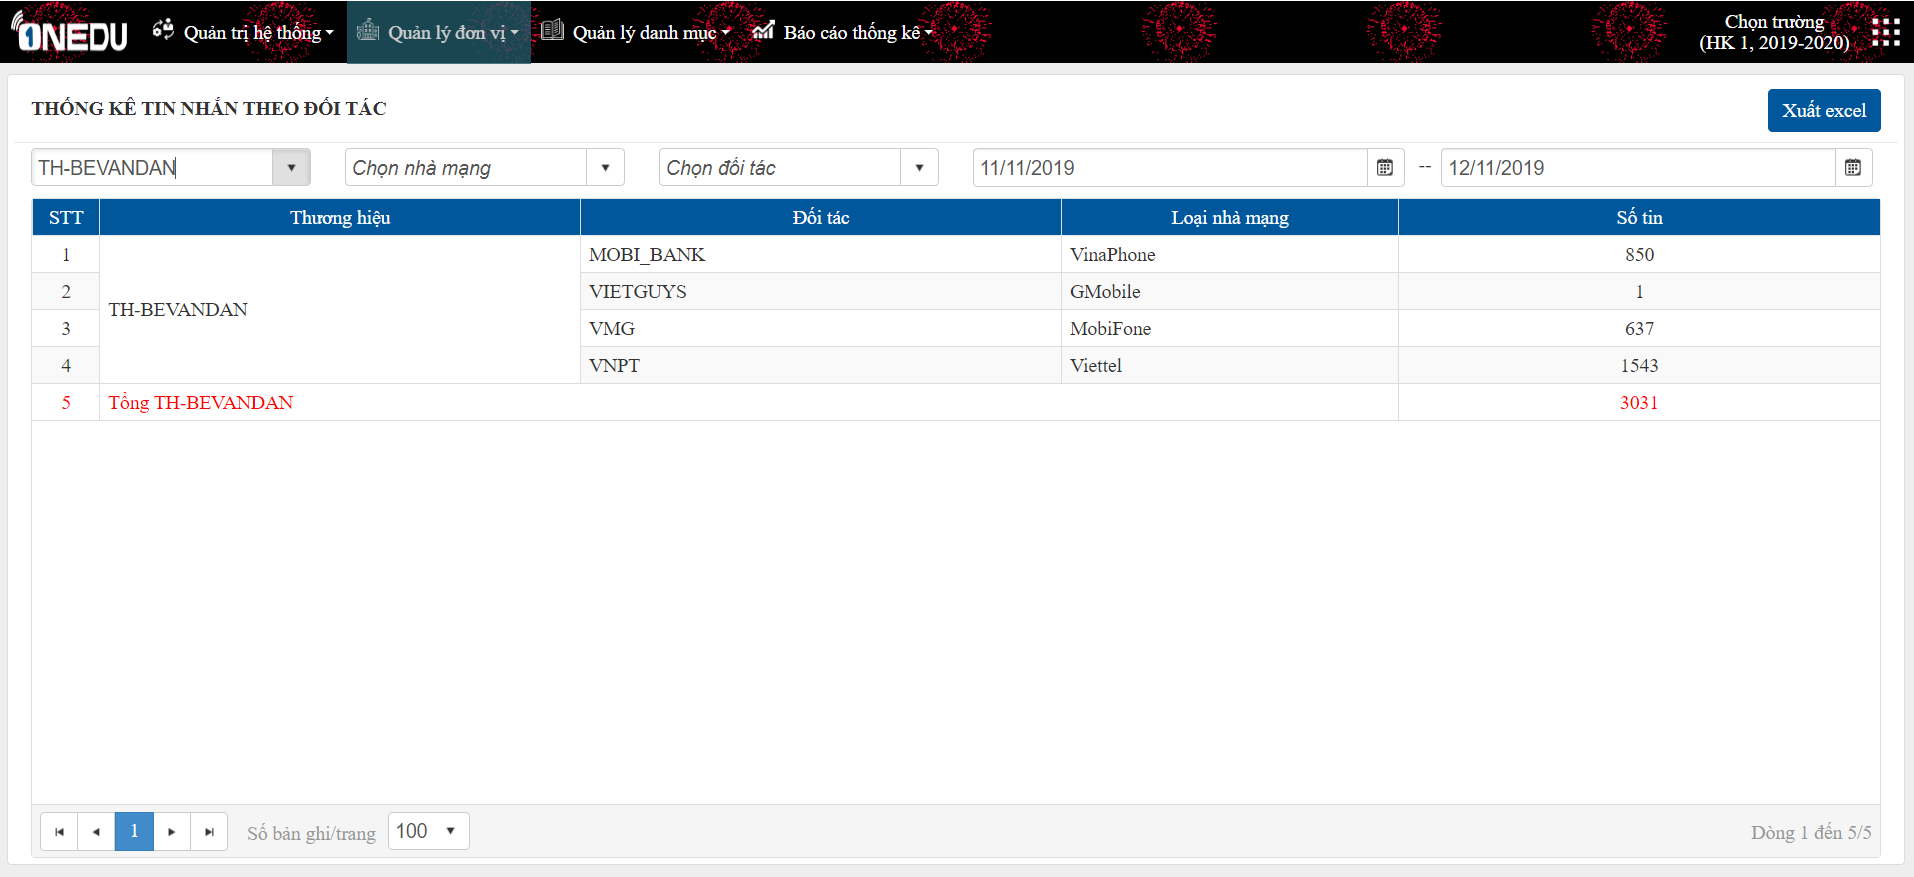 1NEDU Quản trị hệ thống Quản lý đơn vị Quản lý danh mục Báo cáo thống kê Chọn trường
(HK 1, 2019-2020)
THỐNG KÊ TIN NHẮN THEO ĐỐI TÁC Xuất excel
TH-BEVANDAN Chọn nhà mạng Chọn đối tác 11/11/2019 -- 12/11/2019
STT Thương hiệu Đối tác Loại nhà mạng Số tin
1 TH-BEVANDAN MOBI_BANK VinaPhone 850
2 VIETGUYS GMobile 1
3 VMG MobiFone 637
4 VNPT Viettel 1543
5 Tổng TH-BEVANDAN 3031
1 Số bản ghi/trang 100 Dòng 1 đến 5/5